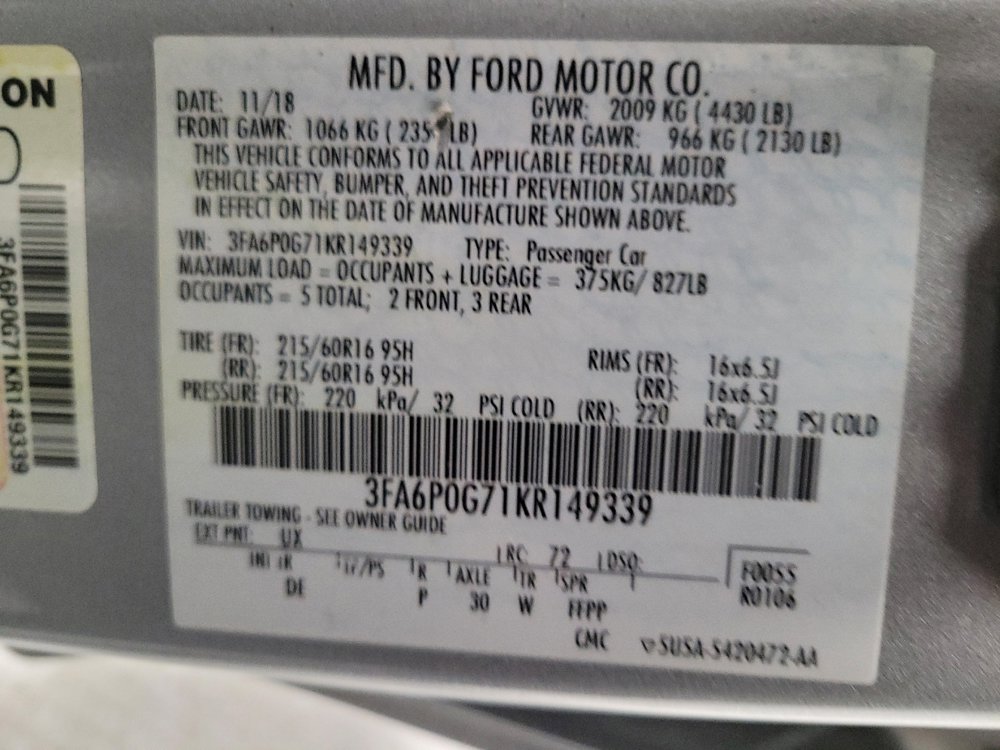 ON
3FA6P0G71KR149339
MFD. BY FORD MOTOR CO.
DATE: 11/18 GVWR: 2009 KG ( 4430 LB)
FRONT GAWR: 1066 KG ( 235 LB) REAR GAWR: 966 KG ( 2130 LB)
THIS VEHICLE CONFORMS TO ALL APPLICABLE FEDERAL MOTOR
VEHICLE SAFETY, BUMPER, AND THEFT PREVENTION STANDARDS
IN EFFECT ON THE DATE OF MANUFACTURE SHOWN ABOVE.
VIN: 3FA6P0G71KR149339 TYPE: Passenger Car
MAXIMUM LOAD = OCCUPANTS + LUGGAGE = 375KG/ 827LB
OCCUPANTS = 5 TOTAL; 2 FRONT, 3 REAR
TIRE (FR): 215/60R16 95H RIMS (FR): 16x6.5J
(RR): 215/60R16 95H (RR): 16x6.5J
PRESSURE (FR): 220 kPa/ 32 PSI COLD (RR): 220 kPa/ 32 PSI COLD
3FA6P0G71KR149339
TRAILER TOWING - SEE OWNER GUIDE
EXT PNT: UX RC: 72 DSO:
INT TR TP/PS R AXLE TR SPR F0055
DE P 30 W FFPP R0106
CMC 5U5A-5420472-AA